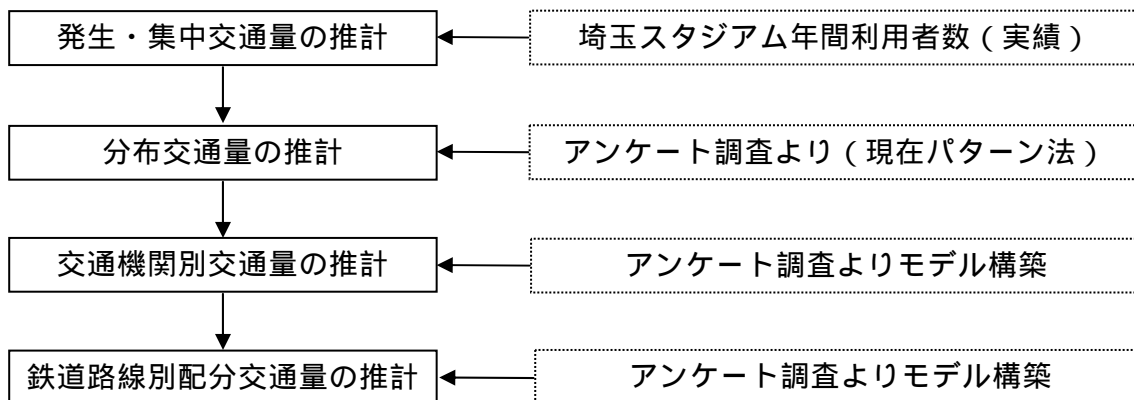 発生・集中交通量の推計
埼玉スタジアム年間利用者数(実績)
分布交通量の推計
アンケート調査より(現在パターン法)
交通機関別交通量の推計
アンケート調査よりモデル構築
鉄道路線別配分交通量の推計
アンケート調査よりモデル構築